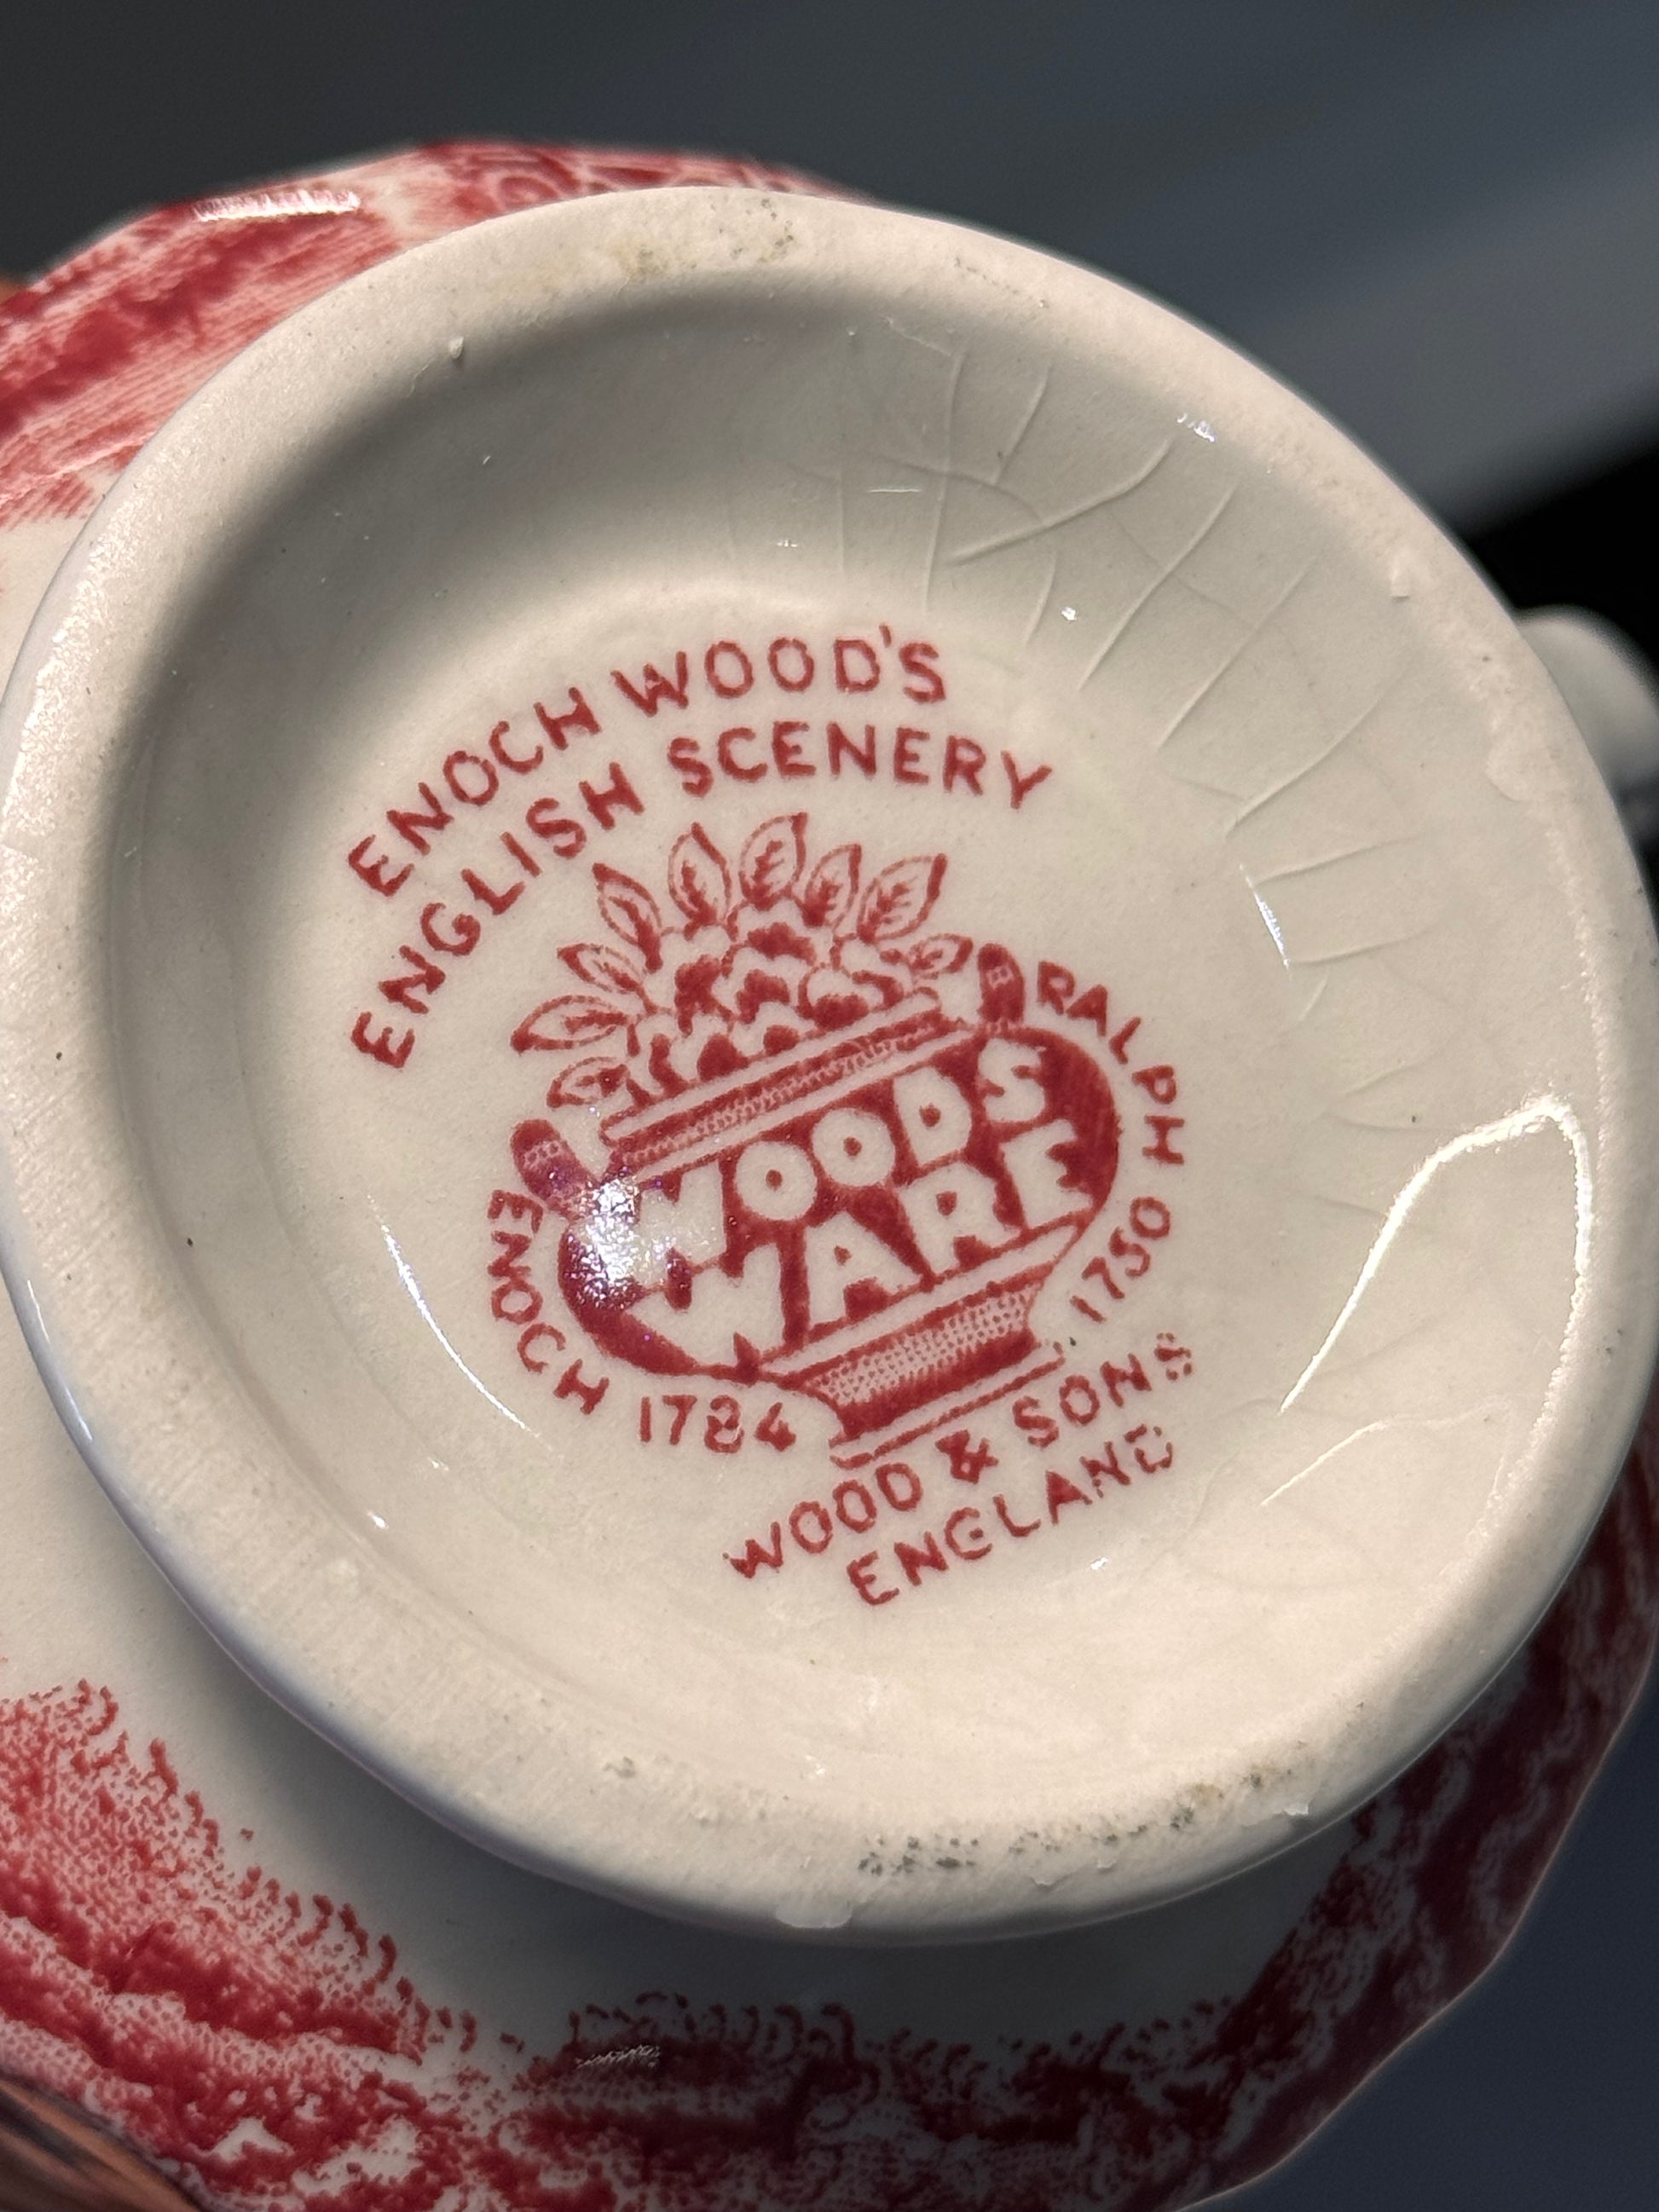 ENOCH WOOD'S
ENGLISH SCENERY
WOODS
WARE
ENOCH 1784
RALPH 1750
WOOD & SONS
ENGLAND